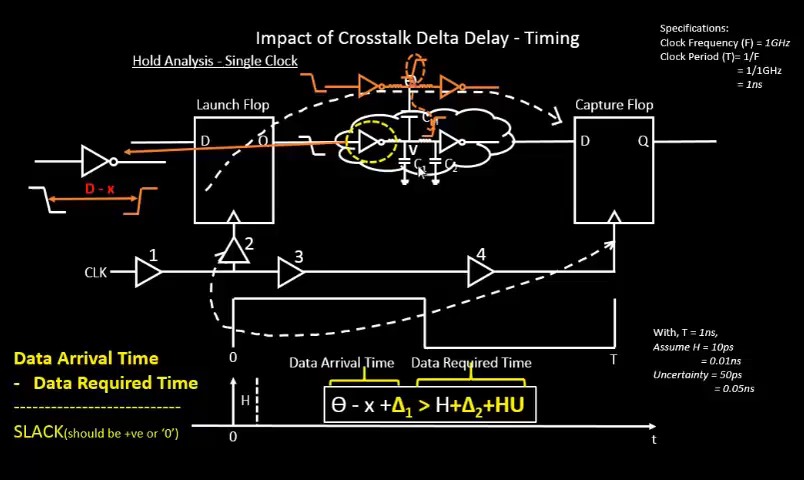 Impact of Crosstalk Delta Delay - Timing
Hold Analysis - Single Clock
Specifications:
Clock Frequency (F) = 1GHz
Clock Period (T)= 1/F
= 1/1GHz
= 1ns
Launch Flop
Capture Flop
D
Q
V
C1
C2
D
Q
D - x
CLK
1
2
3
4
0
T
With, T = 1ns,
Assume H = 10ps
= 0.01ns
Uncertainty = 50ps
= 0.05ns
Data Arrival Time
- Data Required Time
SLACK(should be +ve or '0')
Data Arrival Time
Data Required Time
Ɵ - x +Δ1 > H+Δ2+HU
H
0
t